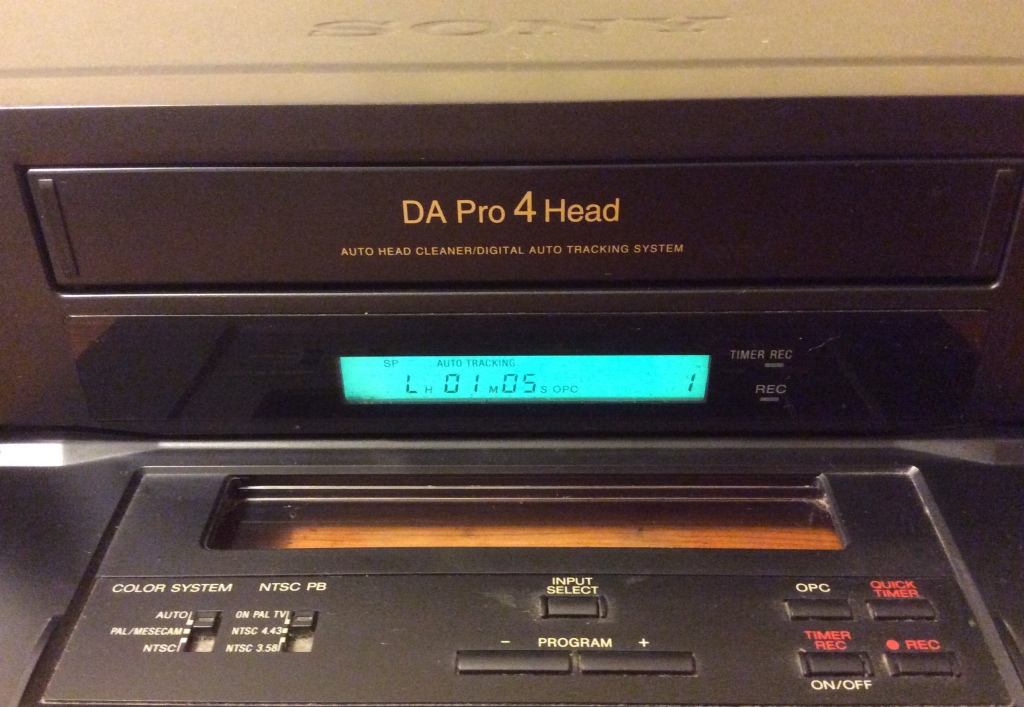 SONY
DA Pro 4 Head
AUTO HEAD CLEANER/DIGITAL AUTO TRACKING SYSTEM
SP AUTO TRACKING
L H 01 M 05 S OPC 1
TIMER REC
REC
COLOR SYSTEM NTSC PB
AUTO
PAL/MESECAM
NTSC
ON PAL TV
NTSC 4.43
NTSC 3.58
INPUT
SELECT
- PROGRAM +
OPC
QUICK
TIMER
TIMER
REC
ON/OFF
● REC